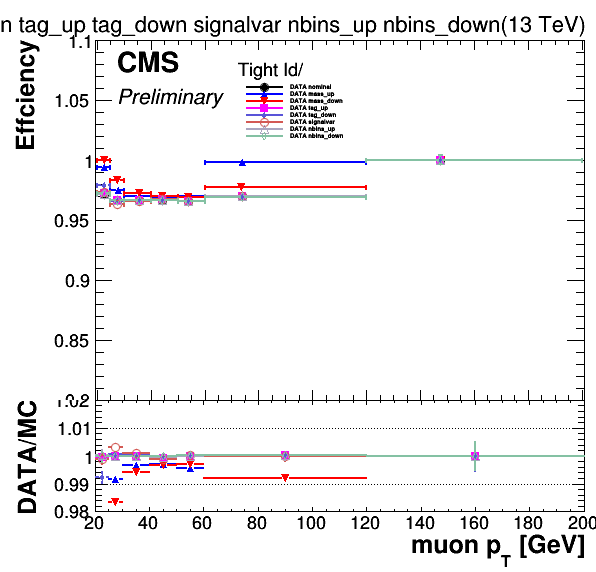 n tag_up tag_down signalvar nbins_up nbins_down(13 TeV)
Effciency
1.1
1.05
1
0.95
0.9
0.85
CMS
Preliminary
Tight Id/
DATA nominal
DATA mass_up
DATA mass_down
DATA tag_up
DATA tag_down
DATA signalvar
DATA nbins_up
DATA nbins_down
DATA/MC
1.02
1.01
1
0.99
0.98
20 40 60 80 100 120 140 160 180 200
muon pT [GeV]